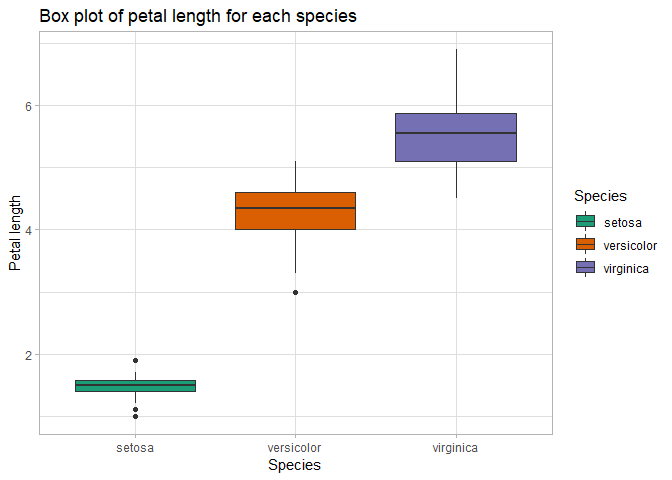 Box plot of petal length for each species
Petal length
6
4
2
setosa
versicolor
virginica
Species
Species
setosa
versicolor
virginica